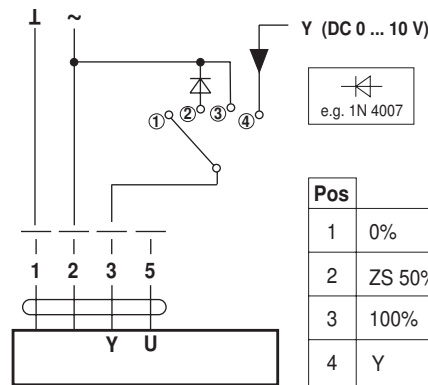 ⊥ ~
Y (DC 0 ... 10 V)
① ② ③ ④
e.g. 1N 4007
Pos
1 0%
2 ZS 50%
3 100%
4 Y
1 2 3 5
Y U